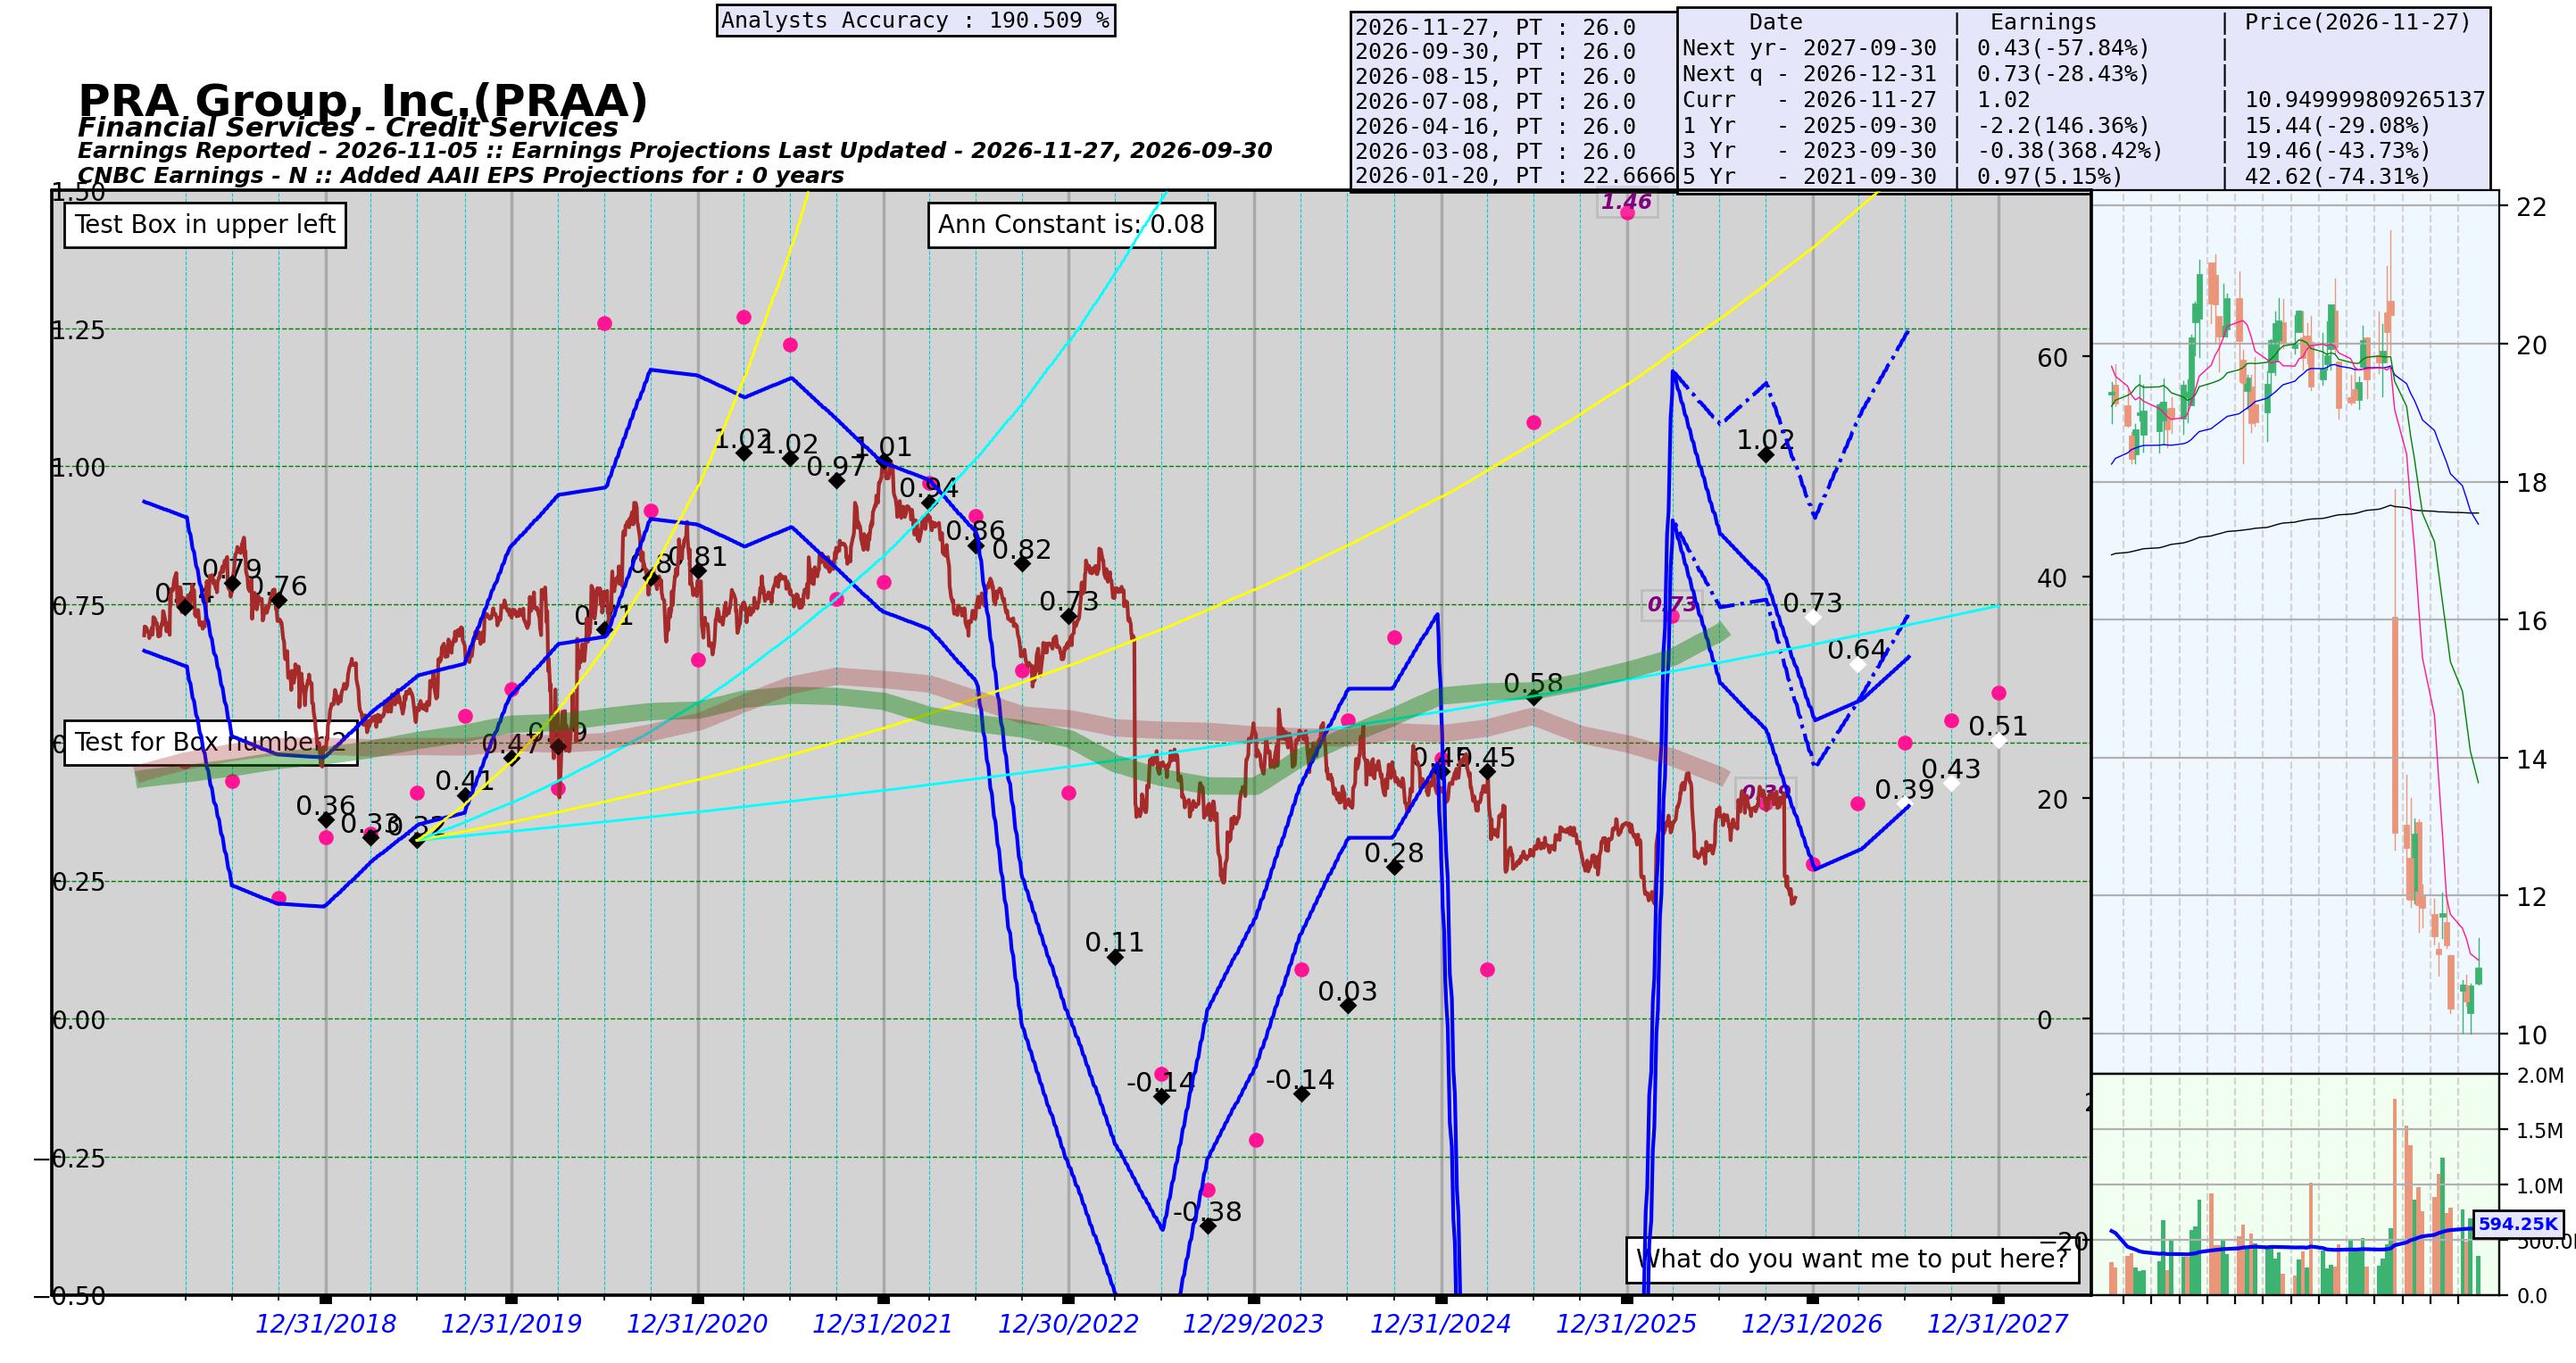 Analysts Accuracy : 190.509 %
2026-11-27, PT : 26.0
2026-09-30, PT : 26.0
2026-08-15, PT : 26.0
2026-07-08, PT : 26.0
2026-04-16, PT : 26.0
2026-03-08, PT : 26.0
2026-01-20, PT : 22.6666
Date | Earnings | Price(2026-11-27)
Next yr- 2027-09-30 | 0.43(-57.84%) |
Next q - 2026-12-31 | 0.73(-28.43%) |
Curr - 2026-11-27 | 1.02 | 10.949999809265137
1 Yr - 2025-09-30 | -2.2(146.36%) | 15.44(-29.08%)
3 Yr - 2023-09-30 | -0.38(368.42%) | 19.46(-43.73%)
5 Yr - 2021-09-30 | 0.97(5.15%) | 42.62(-74.31%)
PRA Group, Inc.(PRAA)
Financial Services - Credit Services
Earnings Reported - 2026-11-05 :: Earnings Projections Last Updated - 2026-11-27, 2026-09-30
CNBC Earnings - N :: Added AAII EPS Projections for : 0 years
Test Box in upper left
Ann Constant is: 0.08
Test for Box number 2
What do you want me to put here?
1.50
1.25
1.00
0.75
0.25
0.00
−0.25
−0.50
0.79
0.76
0.36
0.33
0.41
0.47
0.81
1.02
1.02
0.97
1.01
0.94
0.86
0.82
0.73
0.11
-0.14
-0.38
-0.14
0.03
0.28
0.45
0.45
0.58
1.46
0.73
0.39
1.02
0.73
0.64
0.39
0.43
0.51
60
40
20
0
−20
22
20
18
16
14
12
10
2.0M
1.5M
1.0M
594.25K
0.0
12/31/2018
12/31/2019
12/31/2020
12/31/2021
12/30/2022
12/29/2023
12/31/2024
12/31/2025
12/31/2026
12/31/2027